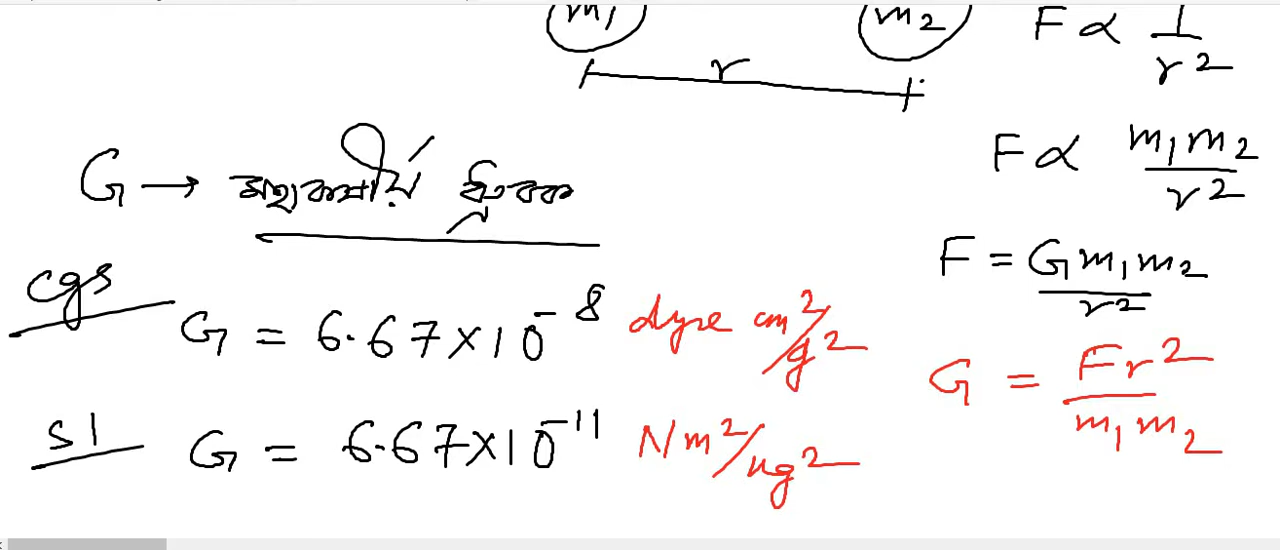 m₁ m₂
r
F ∝ 1/r²
F ∝ m₁m₂/r²
G → মহাকর্ষীয় ধ্রুবক
F = Gm₁m₂/r²
cgs
G = 6.67×10⁻⁸ dyne cm²/g²
G = Fr²/m₁m₂
SI
G = 6.67×10⁻¹¹ Nm²/kg²